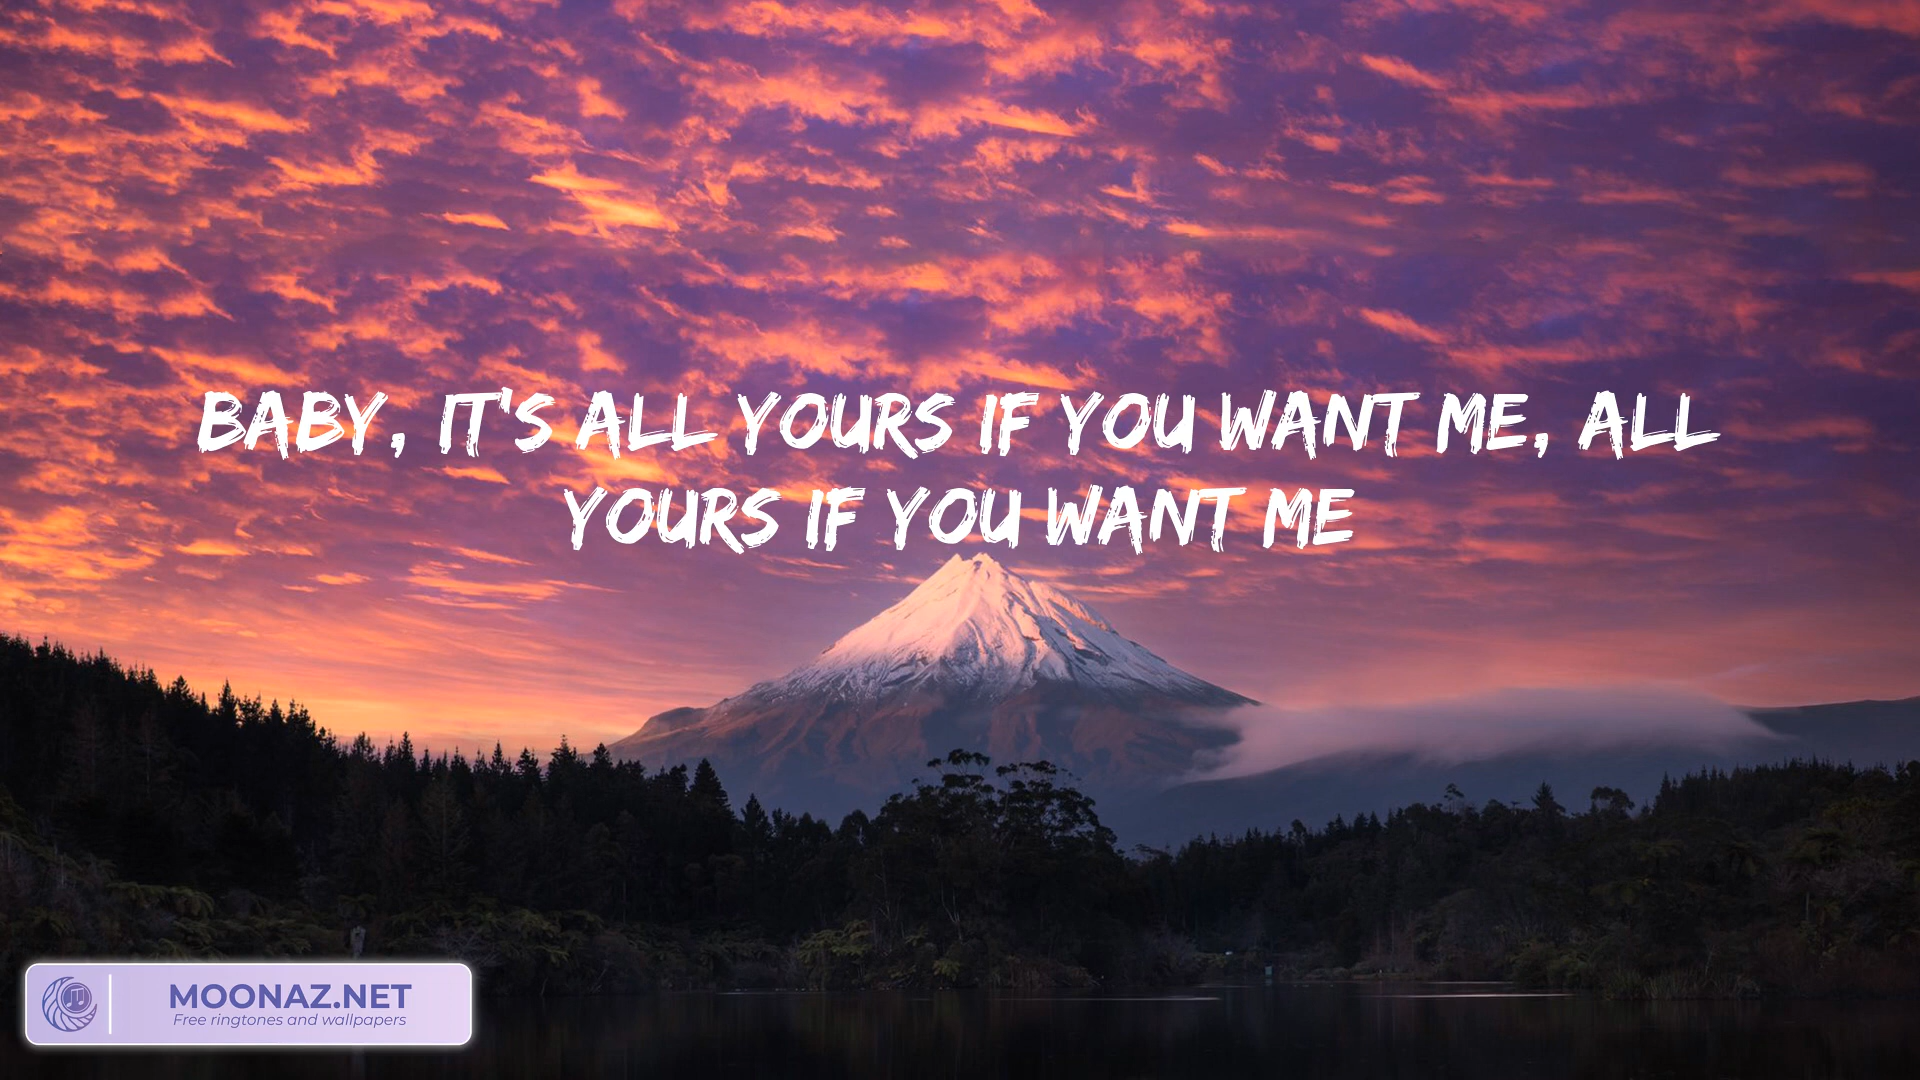 BABY, IT'S ALL YOURS IF YOU WANT ME, ALL
YOURS IF YOU WANT ME
MOONAZ.NET
Free ringtones and wallpapers